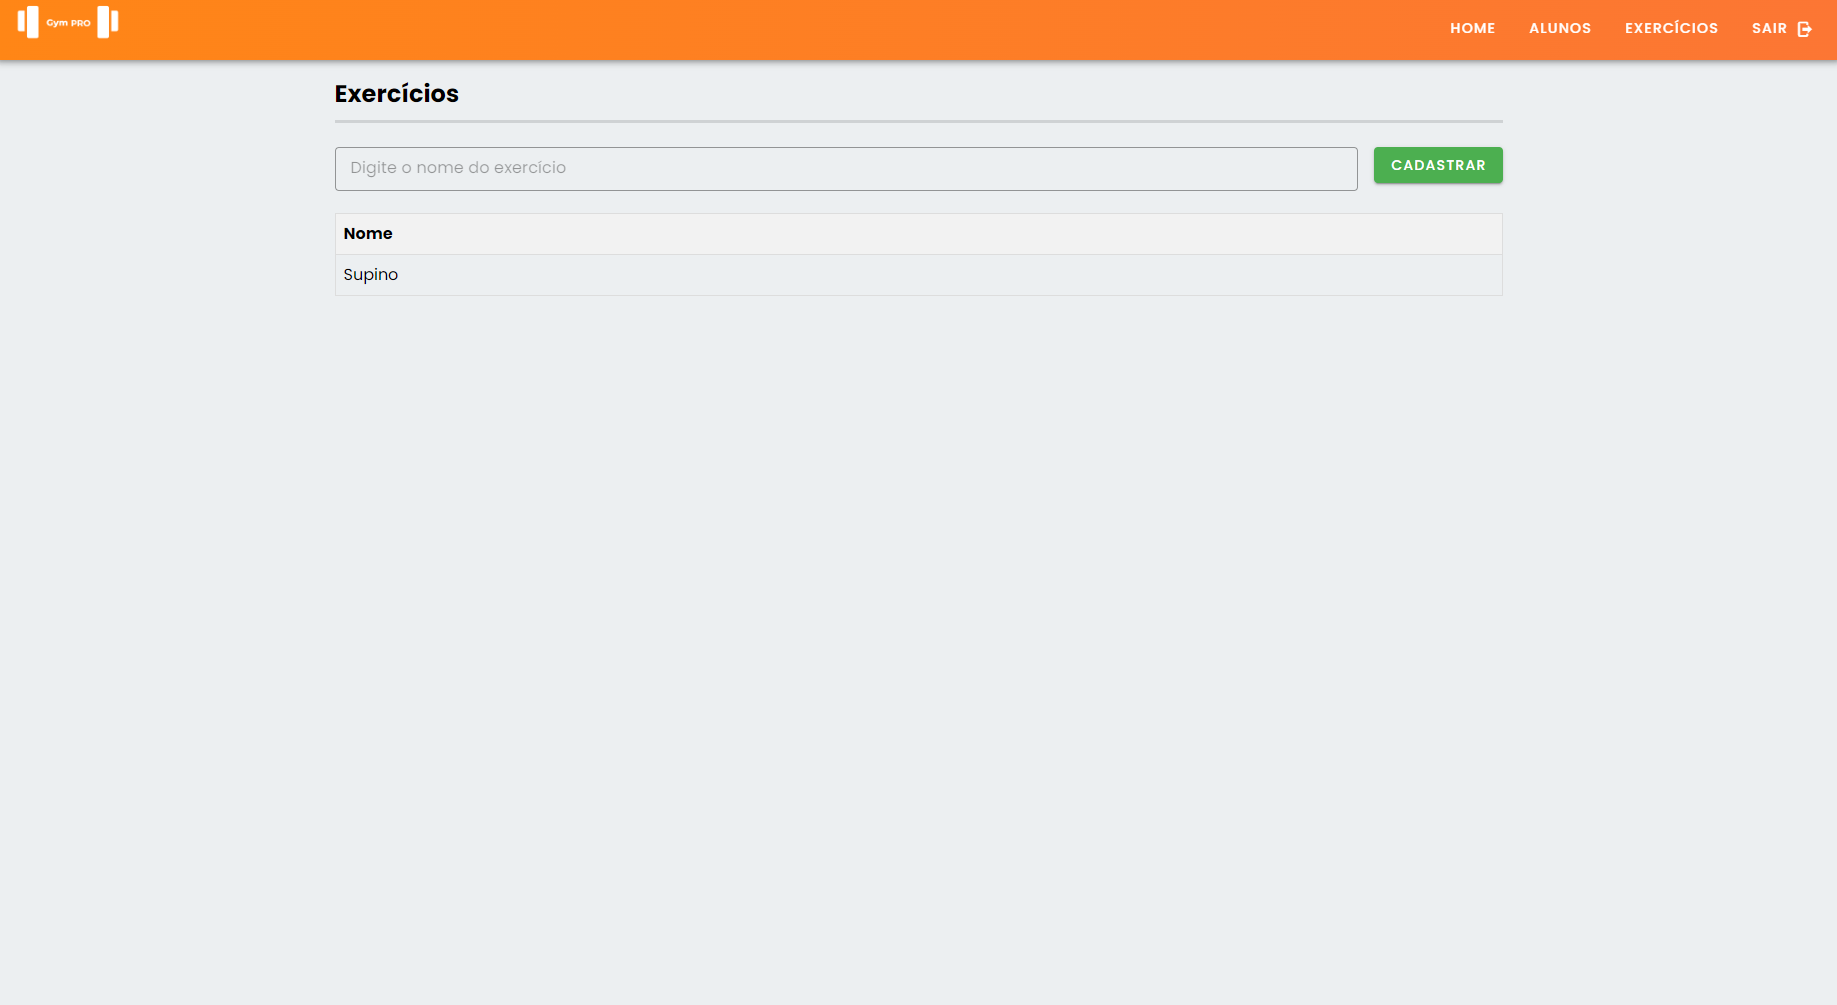 Gym PRO
HOME ALUNOS EXERCÍCIOS SAIR
Exercícios
Digite o nome do exercício
CADASTRAR
Nome
Supino